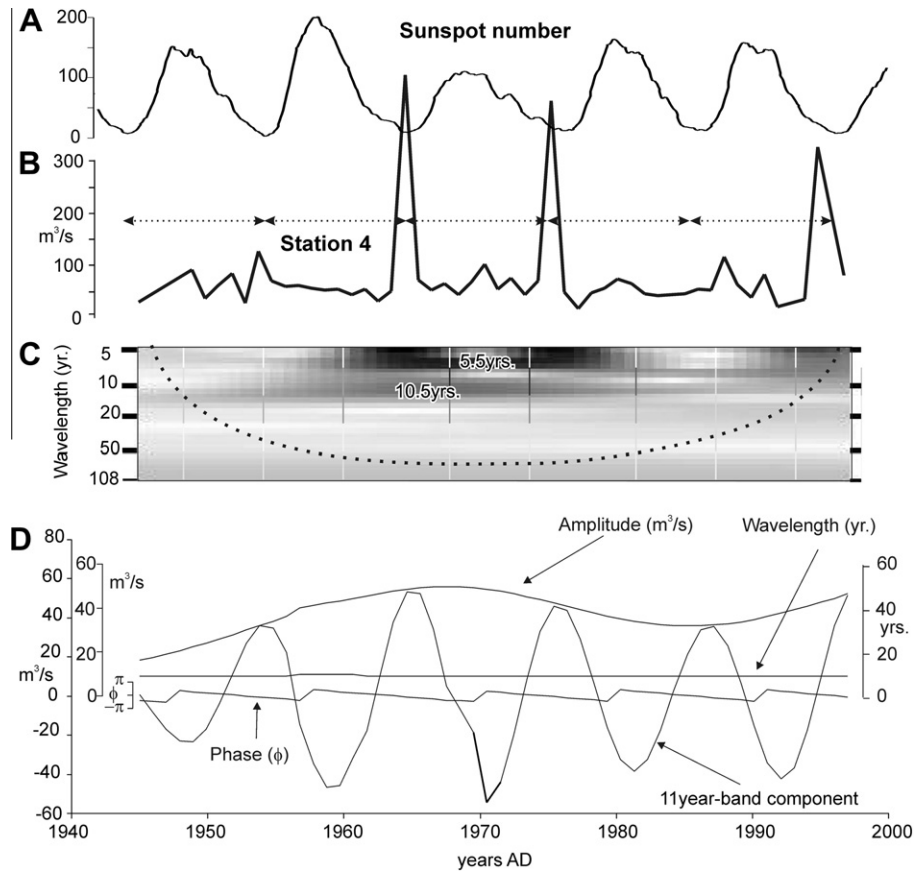 A
200
Sunspot number
100
0
B
300
200
m³/s
Station 4
100
0
C
Wavelength (yr.)
5
5.5yrs.
10
10.5yrs.
20
50
108
D
80
Amplitude (m³/s)
Wavelength (yr.)
60
60
60
m³/s
40
40
40
yrs.
20
20
20
m³/s
π
0
0
ϕ
0
−π
-20
Phase (ϕ)
-40
11year-band component
-60
1940
1950
1960
1970
1980
1990
2000
years AD